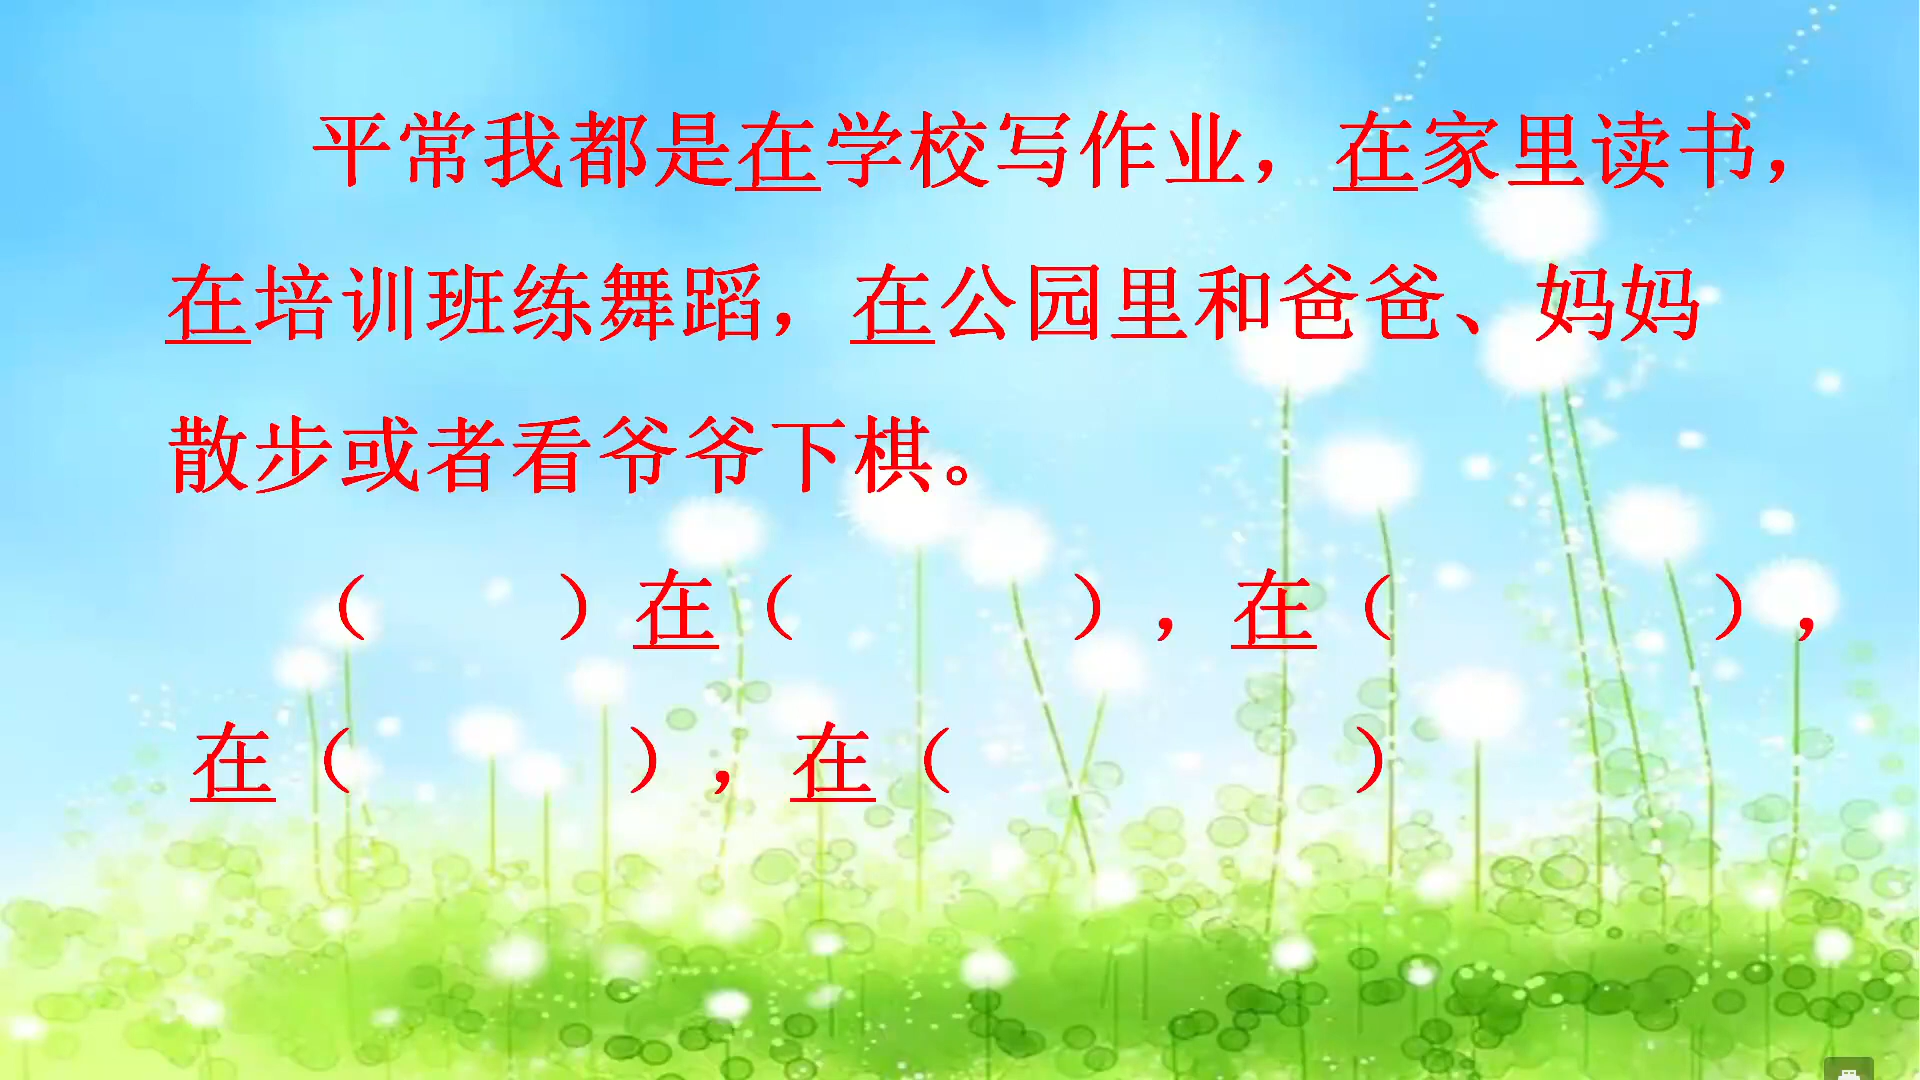 平常我都是在学校写作业，在家里读书，
在培训班练舞蹈，在公园里和爸爸、妈妈
散步或者看爷爷下棋。
（　　）在（　　　），在（　　　　），
在（　　　），在（　　　　　）